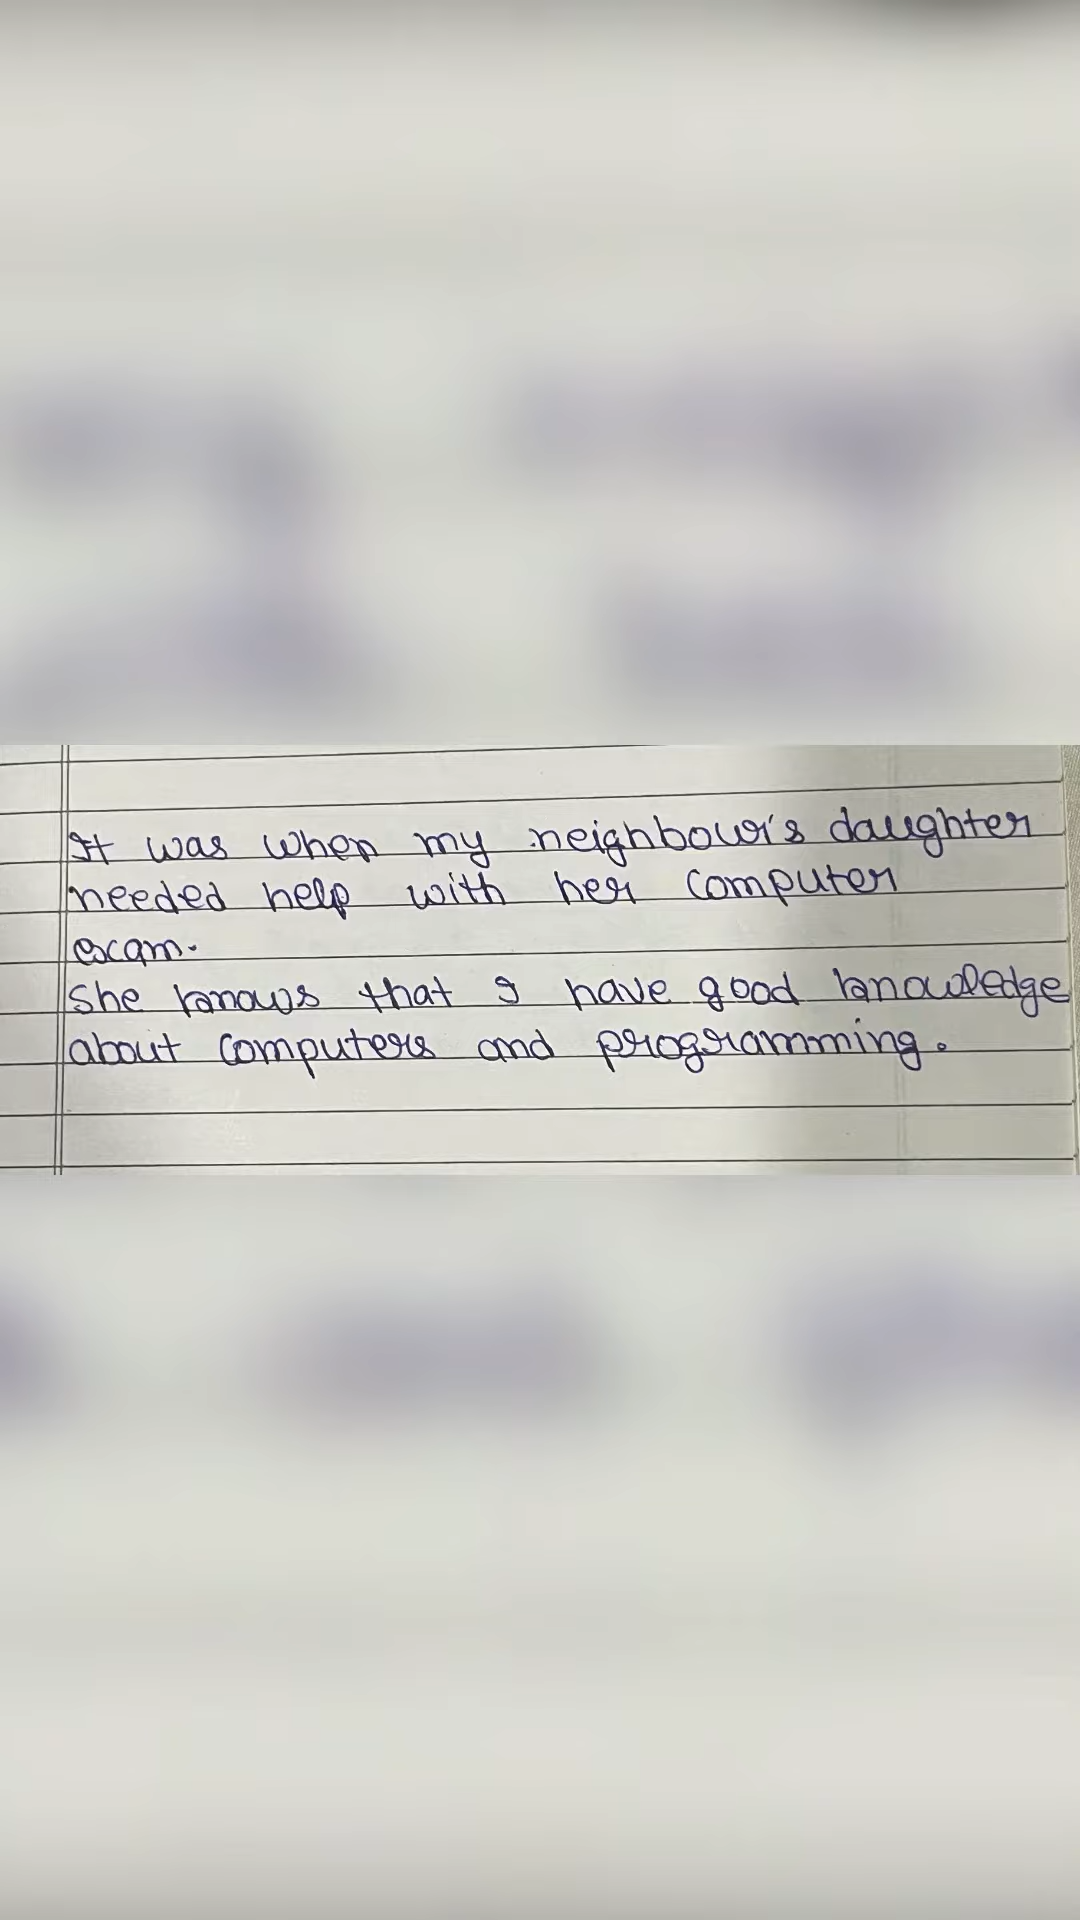 It was when my neighbour's daughter
needed help with her computer
exam.
She knows that I have good knowledge
about computers and programming.